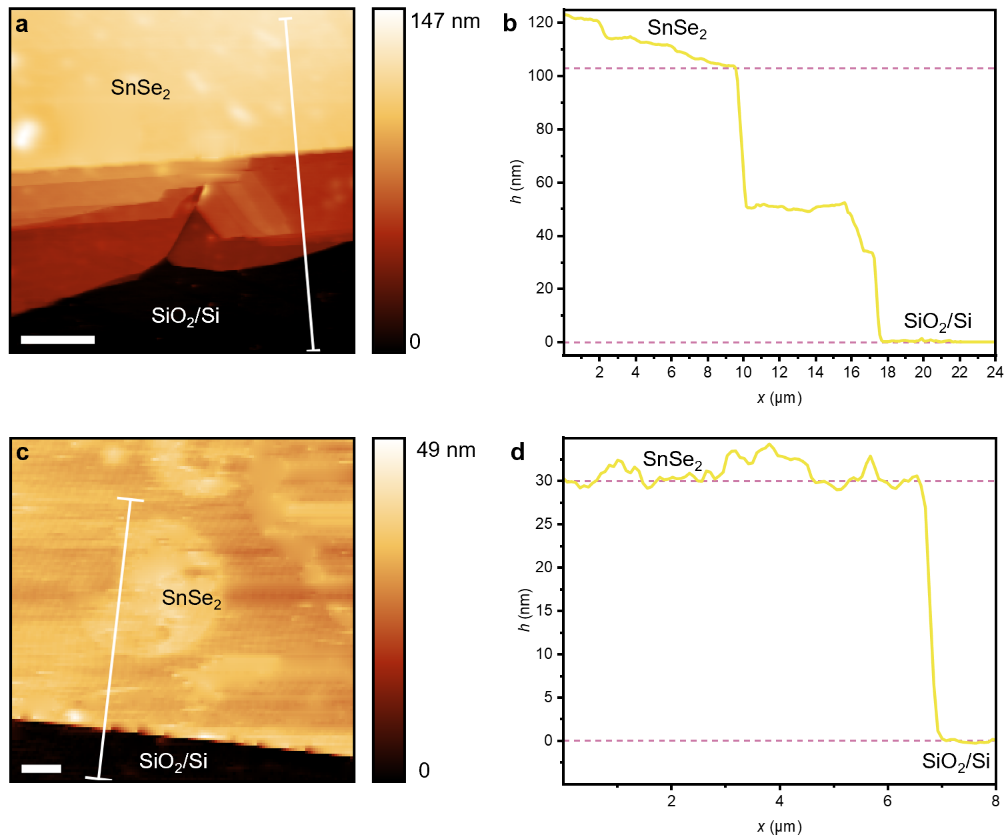 a
147 nm
SnSe₂
SiO₂/Si
0
b
SnSe₂
SiO₂/Si
h (nm)
120
100
80
60
40
20
0
2 4 6 8 10 12 14 16 18 20 22 24
x (μm)
c
49 nm
SnSe₂
SiO₂/Si
0
d
SnSe₂
SiO₂/Si
h (nm)
30
25
20
15
10
5
0
2 4 6 8
x (μm)